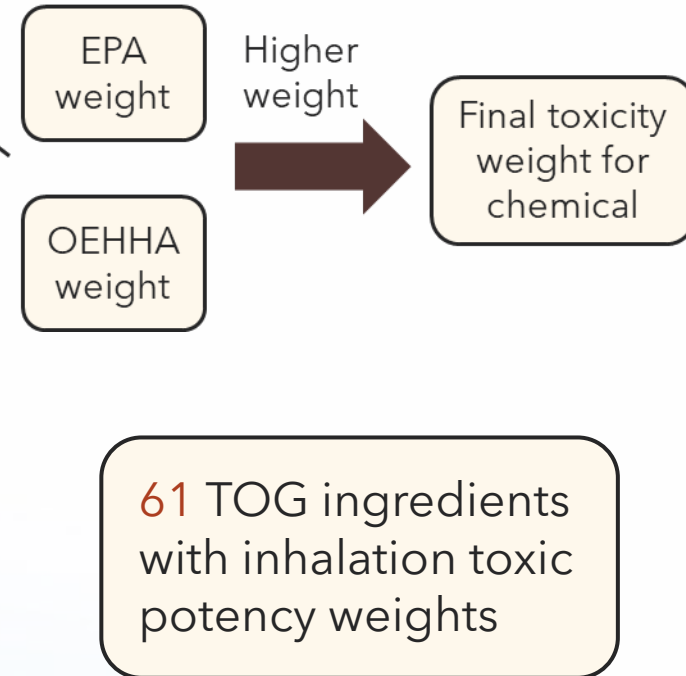 EPA
weight
Higher
weight
Final toxicity
weight for
chemical
OEHHA
weight
61 TOG ingredients
with inhalation toxic
potency weights